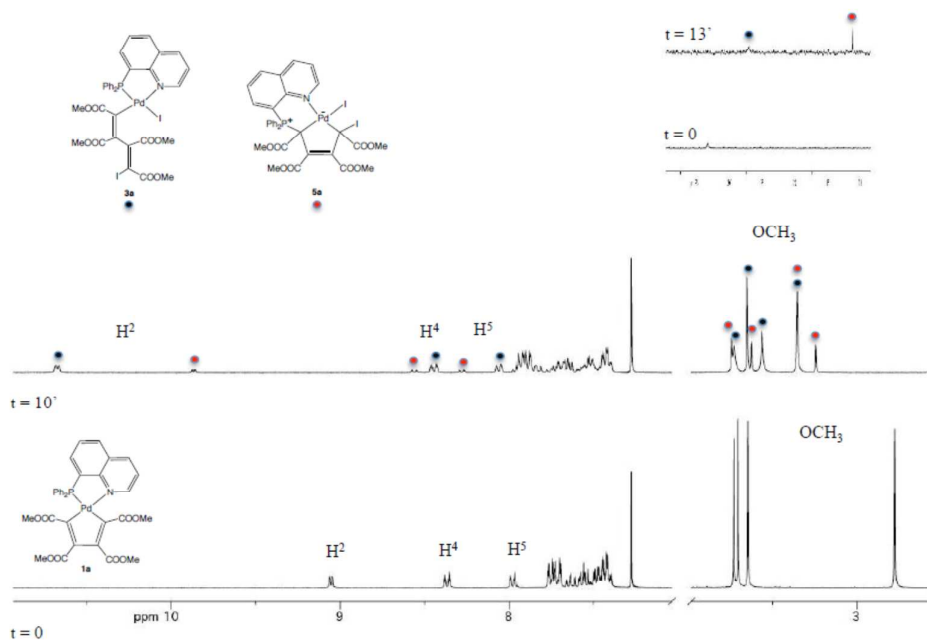 t = 13`
N
Ph₂P
Pd
I
MeOOC
MeOOC
COOMe
I
COOMe
3a
N
Ph₂P⁺
Pd⁻
I
I
MeOOC
COOMe
MeOOC
COOMe
5a
t = 0
OCH₃
H² H⁴ H⁵
t = 10`
OCH₃
Ph₂P N
Pd
MeOOC COOMe
MeOOC COOMe
1a
H² H⁴ H⁵
ppm 10 9 8 3
t = 0